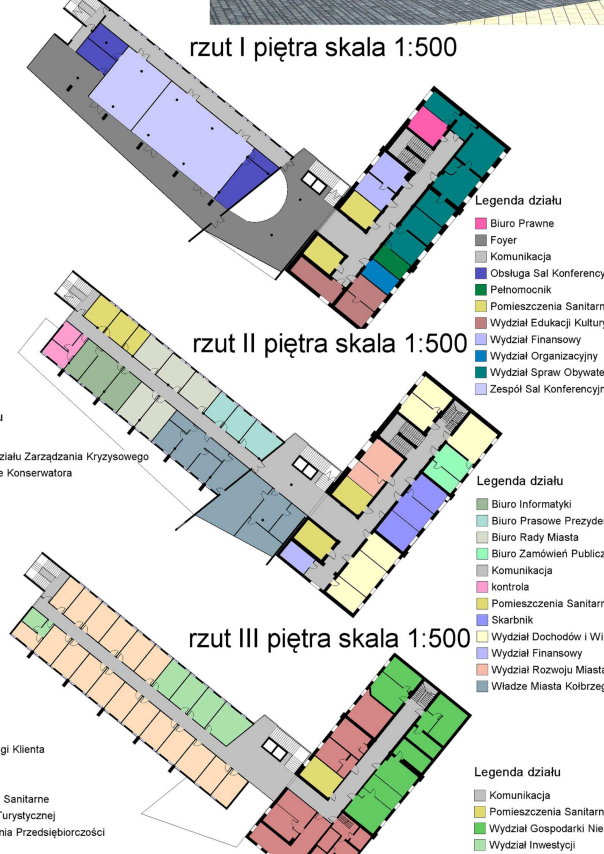 rzut I piętra skala 1:500
Legenda działu
Biuro Prawne
Foyer
Komunikacja
Obsługa Sal Konferency
Pełnomocnik
Pomieszczenia Sanitarn
Wydział Edukacji Kultury
Wydział Finansowy
Wydział Organizacyjny
Wydział Spraw Obywate
Zespół Sal Konferencyjn
rzut II piętra skala 1:500
u
ziału Zarządzania Kryzysowego
e Konserwatora
Legenda działu
Biuro Informatyki
Biuro Prasowe Prezyden
Biuro Rady Miasta
Biuro Zamówień Publicz
Komunikacja
kontrola
Pomieszczenia Sanitarn
Skarbnik
Wydział Dochodów i Wi
Wydział Finansowy
Wydział Rozwoju Miasta
Władze Miasta Kołbrzeg
rzut III piętra skala 1:500
gi Klienta
Sanitarne
Turystycznej
nia Przedsiębiorczości
Legenda działu
Komunikacja
Pomieszczenia Sanitarn
Wydział Gospodarki Nie
Wydział Inwestycji